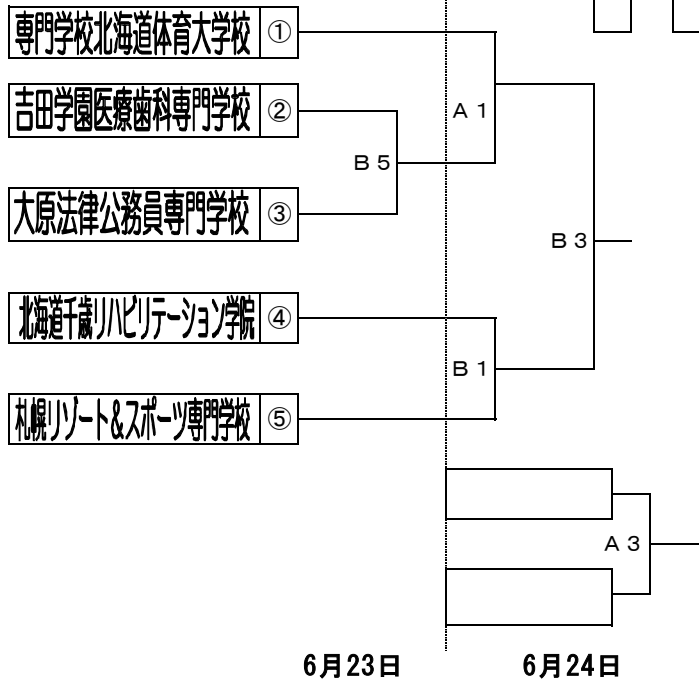 専門学校北海道体育大学校 ①
A 1
吉田学園医療歯科専門学校 ②
B 5
大原法律公務員専門学校 ③
B 3
北海道千歳リハビリテーション学院 ④
B 1
札幌リゾート&スポーツ専門学校 ⑤
A 3
6月23日 6月24日